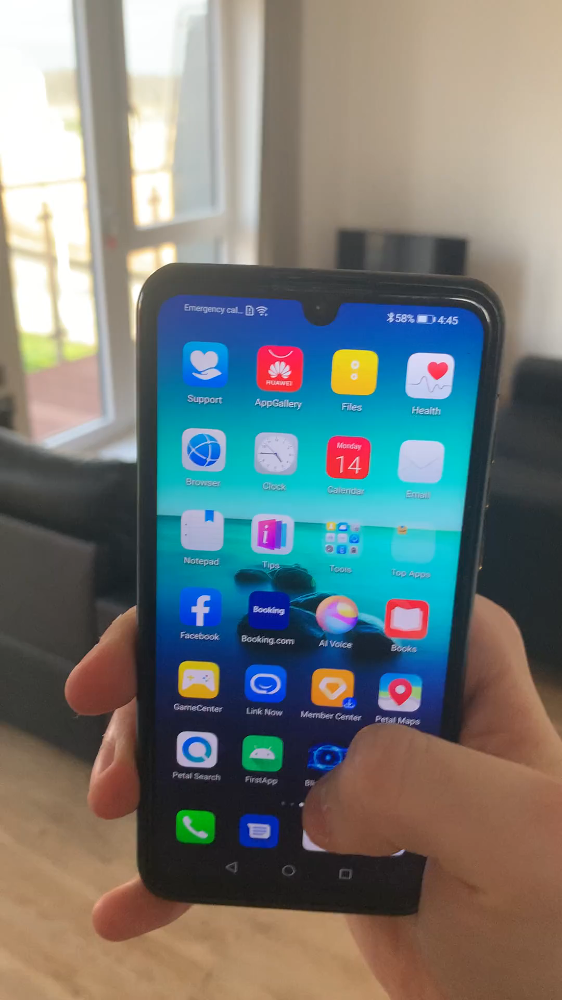 Emergency cal... 58% 4:45
HUAWEI
Support AppGallery Files Health
Monday
14
Browser Clock Calendar Email
Notepad Tips Tools Top Apps
Booking
Facebook Booking.com AI Voice Books
GameCenter Link Now Member Center Petal Maps
Petal Search FirstApp